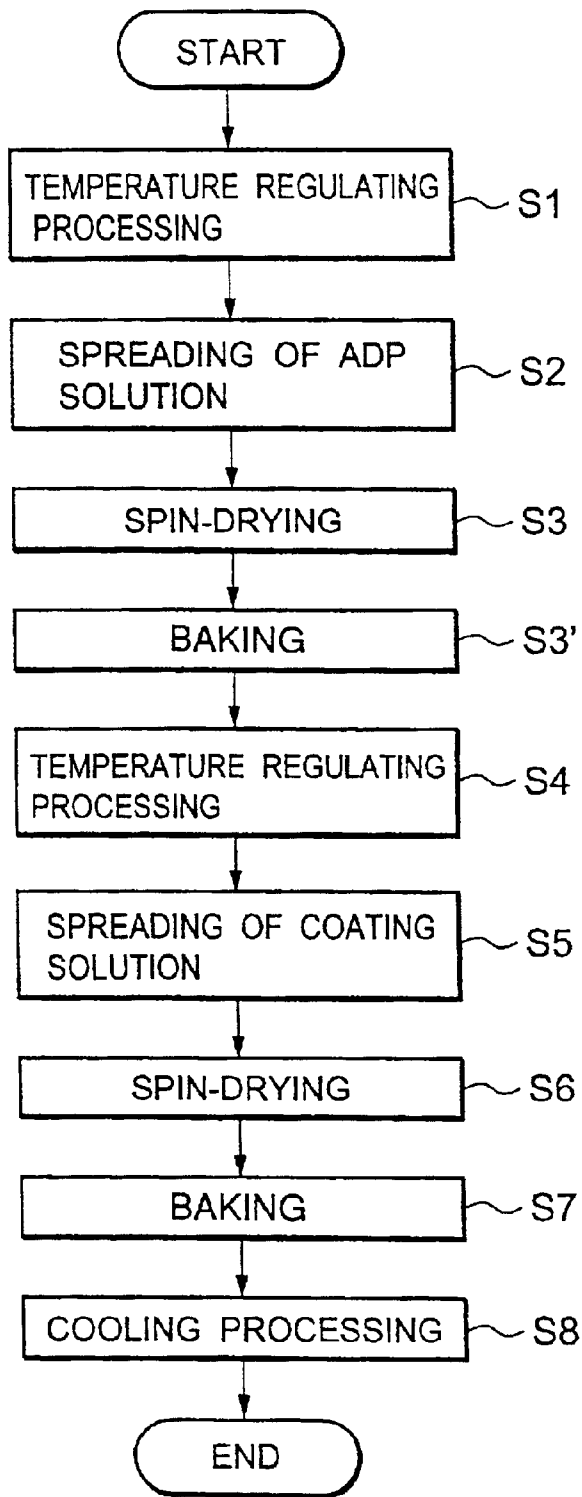 START
TEMPERATURE REGULATING
PROCESSING
S1
SPREADING OF ADP
SOLUTION
S2
SPIN-DRYING
S3
BAKING
S3'
TEMPERATURE REGULATING
PROCESSING
S4
SPREADING OF COATING
SOLUTION
S5
SPIN-DRYING
S6
BAKING
S7
COOLING PROCESSING
S8
END